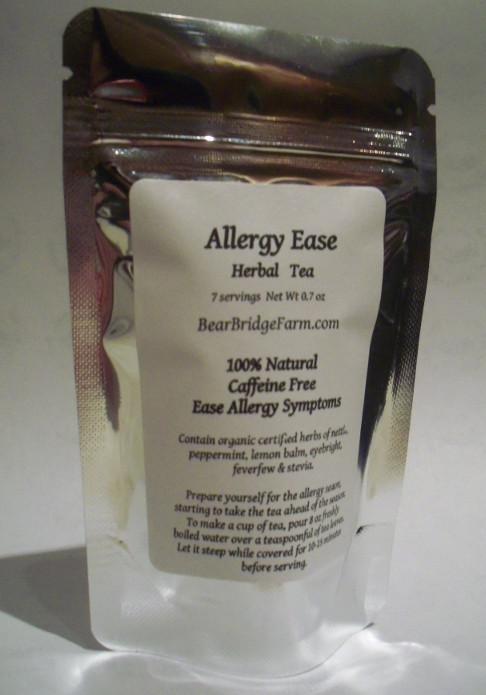 Allergy Ease
Herbal Tea
7 servings Net Wt 0.7 oz
BearBridgeFarm.com
100% Natural
Caffeine Free
Ease Allergy Symptoms
Contain organic certified herbs of
peppermint, lemon balm, eyebright,
feverfew & stevia.
Prepare yourself for the allergy season,
starting to take the tea ahead of the season.
To make a cup of tea, pour 8 oz freshly
boiled water over a teaspoonful of tea leaves.
Let it steep while covered for 10-15 minutes
before serving.